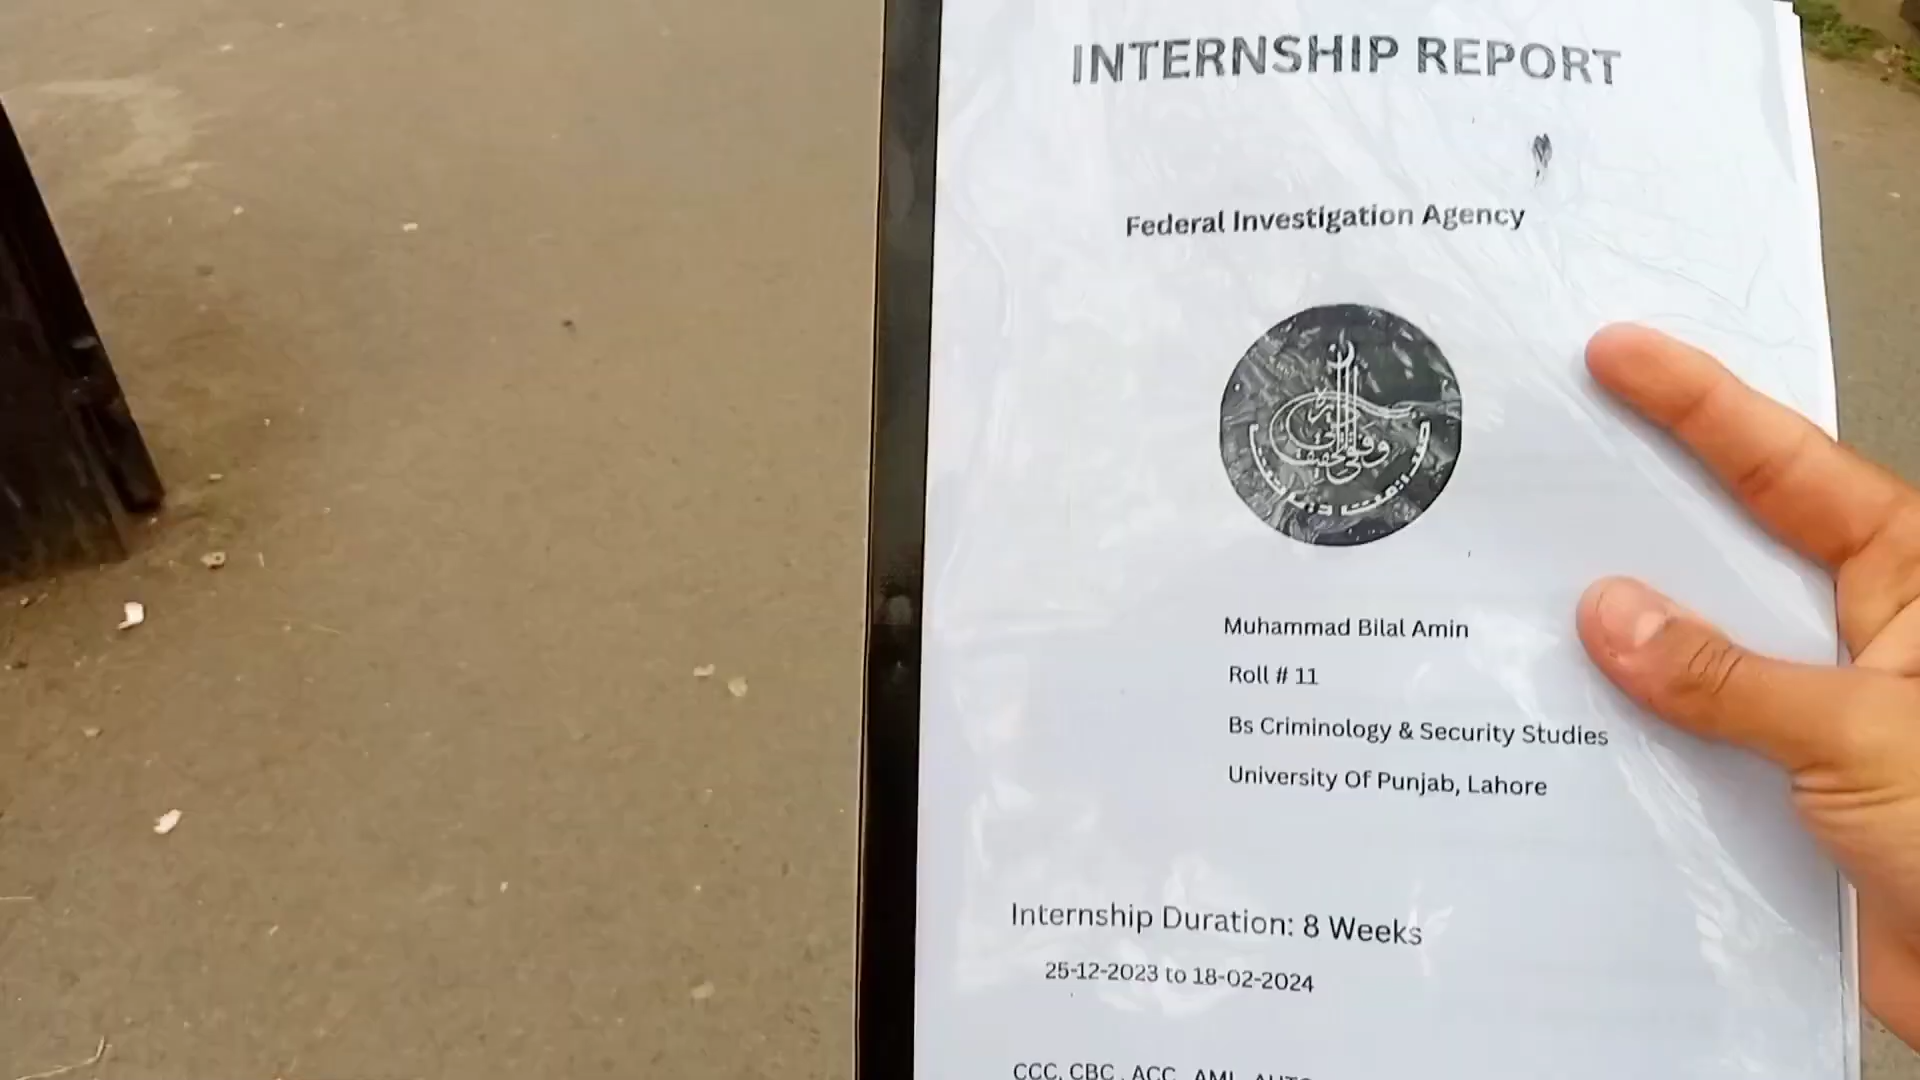 INTERNSHIP REPORT
Federal Investigation Agency
Muhammad Bilal Amin
Roll # 11
Bs Criminology & Security Studies
University Of Punjab, Lahore
Internship Duration: 8 Weeks
25-12-2023 to 18-02-2024
CCC, CBC , ACC, AML,